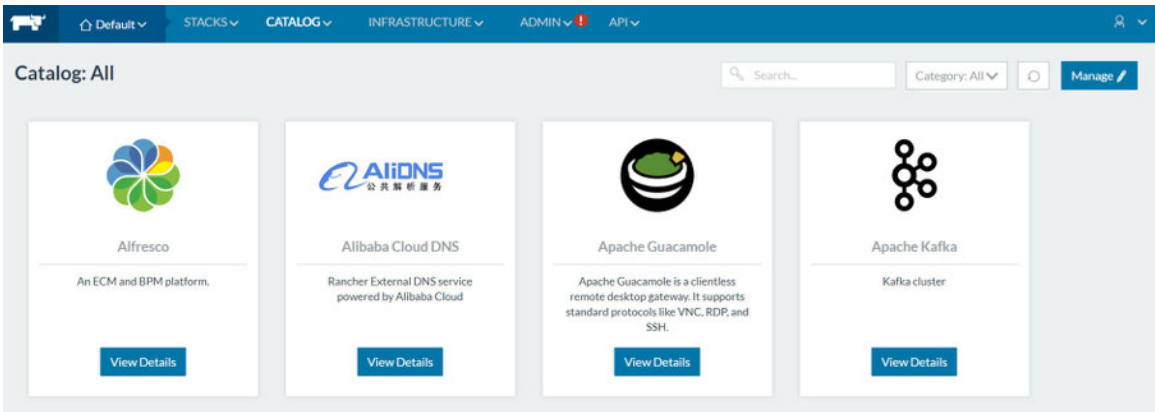 Default STACKS CATALOG INFRASTRUCTURE ADMIN ! API
Catalog: All
Search...
Category: All
Manage
AliDNS
公共解析服务
Alfresco
An ECM and BPM platform.
View Details
Alibaba Cloud DNS
Rancher External DNS service
powered by Alibaba Cloud
View Details
Apache Guacamole
Apache Guacamole is a clientless
remote desktop gateway. It supports
standard protocols like VNC, RDP, and
SSH.
View Details
Apache Kafka
Kafka cluster
View Details